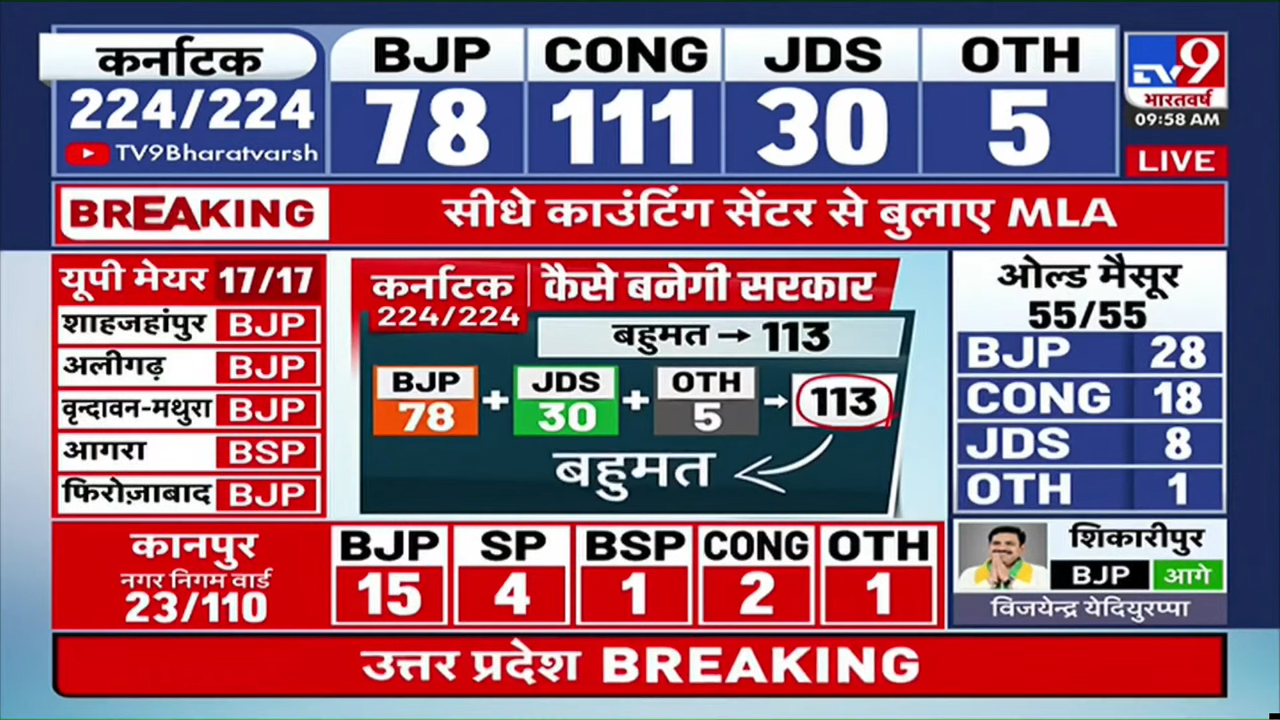 कर्नाटक
224/224
TV9Bharatvarsh
BJP CONG JDS OTH
78 111 30 5
TV9
भारतवर्ष
09:58 AM
LIVE
BREAKING सीधे काउंटिंग सेंटर से बुलाए MLA
यूपी मेयर 17/17
शाहजहांपुर BJP
अलीगढ़ BJP
वृन्दावन-मथुरा BJP
आगरा BSP
फिरोज़ाबाद BJP
कर्नाटक
224/224
कैसे बनेगी सरकार
बहुमत → 113
BJP + JDS + OTH
78 30 5 → 113
बहुमत
ओल्ड मैसूर
55/55
BJP 28
CONG 18
JDS 8
OTH 1
कानपुर
नगर निगम वार्ड
23/110
BJP SP BSP CONG OTH
15 4 1 2 1
शिकारीपुर
BJP आगे
विजयेन्द्र येदियुरप्पा
उत्तर प्रदेश BREAKING